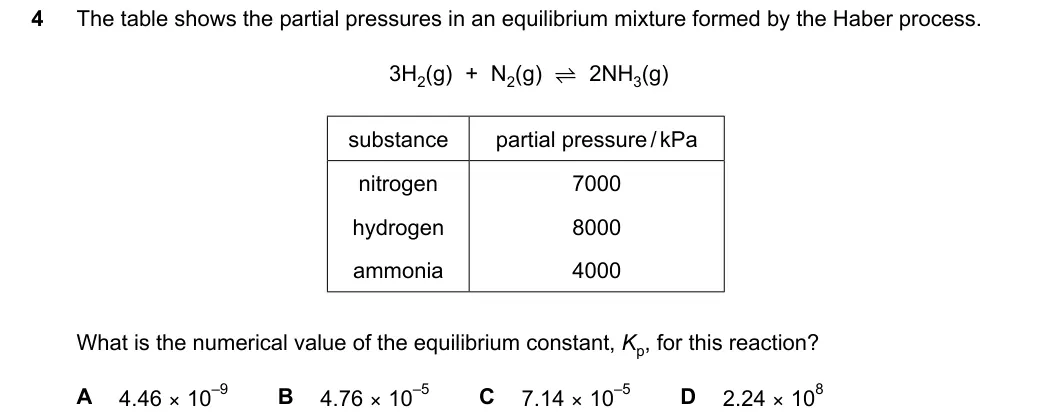 4 The table shows the partial pressures in an equilibrium mixture formed by the Haber process.
3H₂(g) + N₂(g) ⇌ 2NH₃(g)
substance partial pressure / kPa
nitrogen 7000
hydrogen 8000
ammonia 4000
What is the numerical value of the equilibrium constant, Kₚ, for this reaction?
A 4.46 × 10⁻⁹ B 4.76 × 10⁻⁵ C 7.14 × 10⁻⁵ D 2.24 × 10⁸